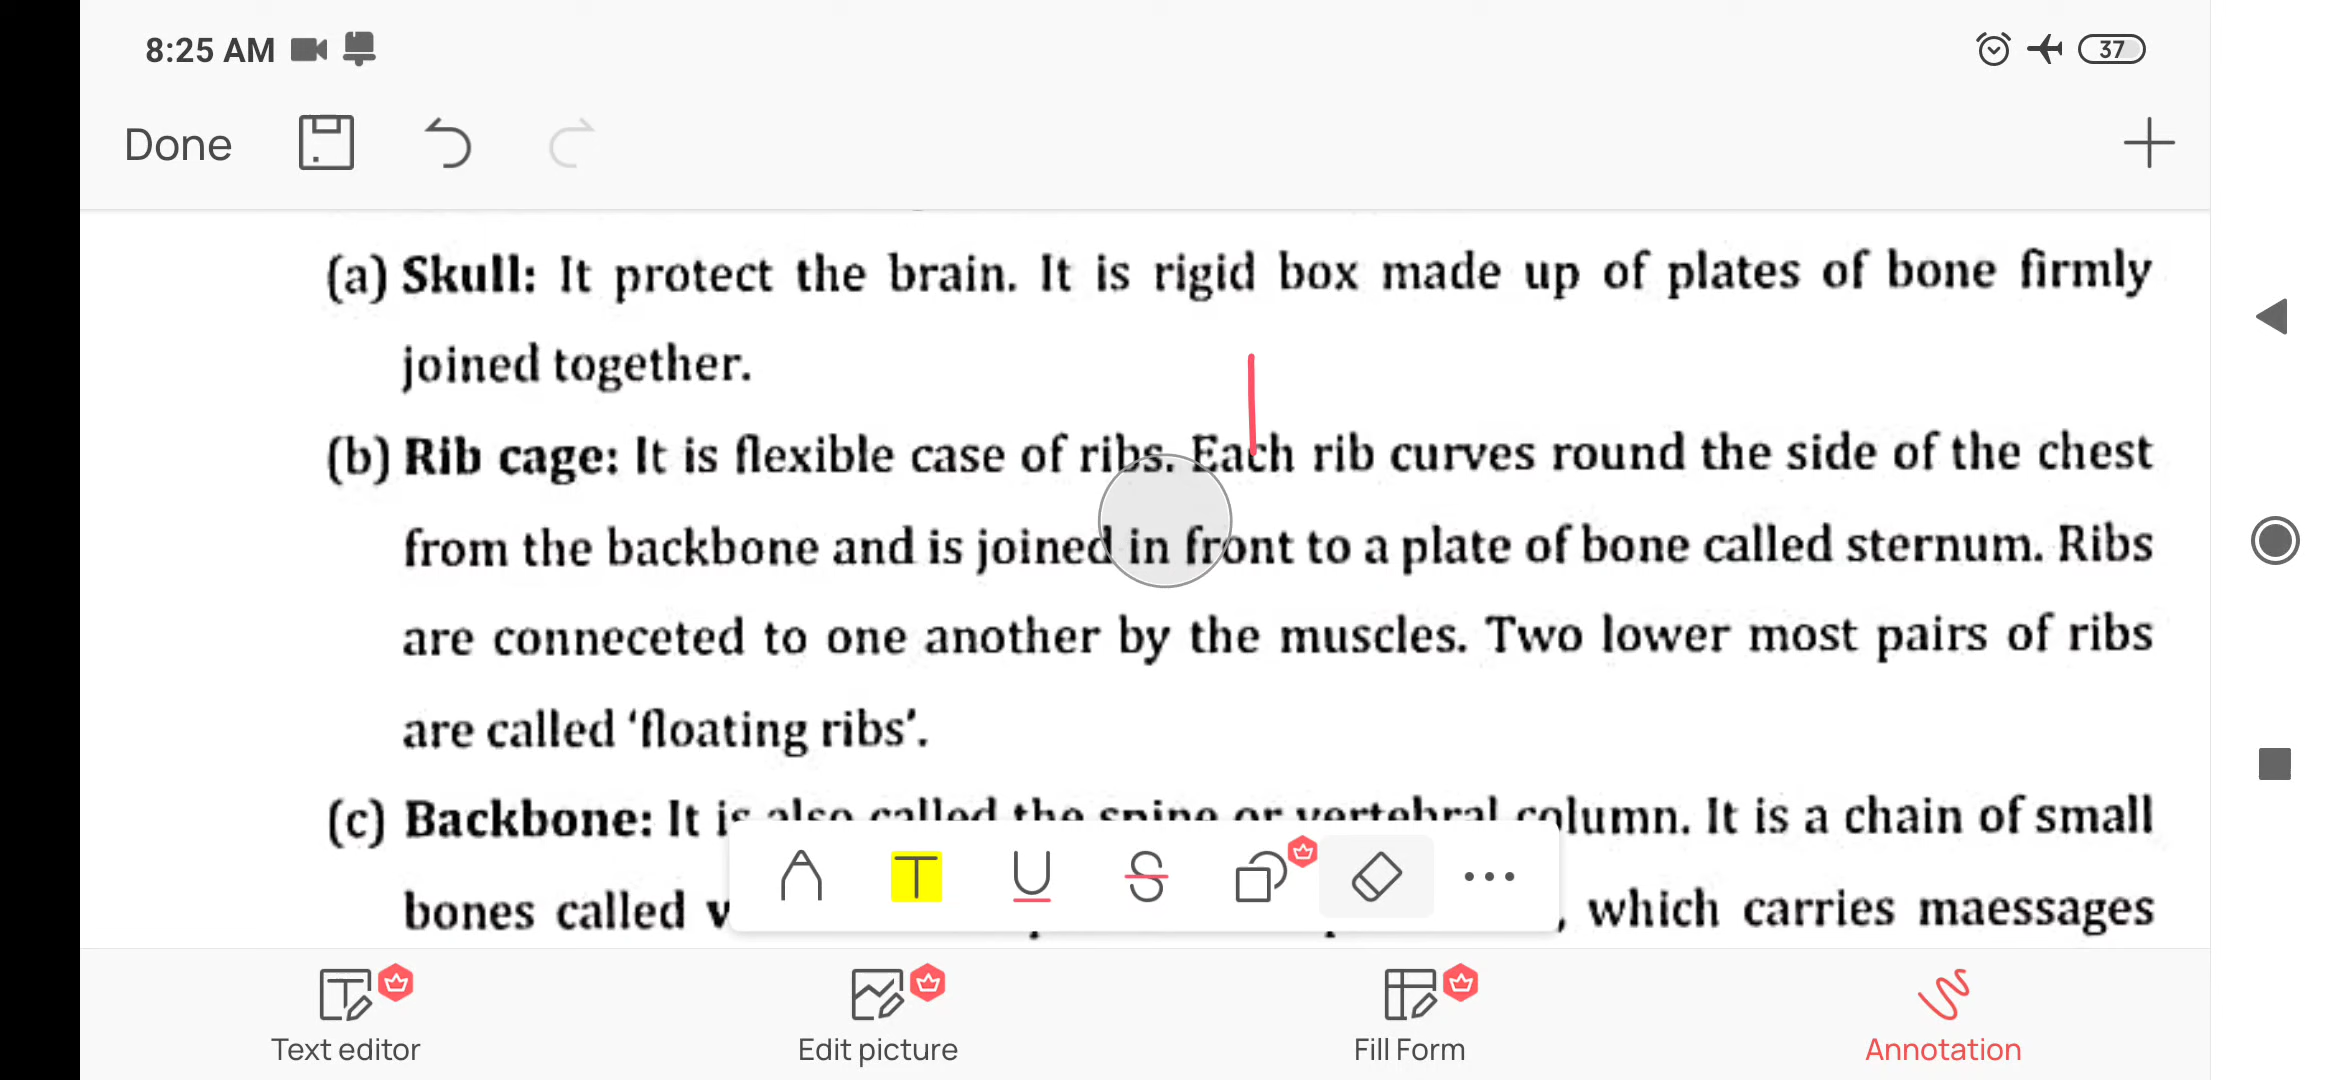 8:25 AM
37
Done
(a) Skull: It protect the brain. It is rigid box made up of plates of bone firmly
joined together.
(b) Rib cage: It is flexible case of ribs. Each rib curves round the side of the chest
from the backbone and is joined in front to a plate of bone called sternum. Ribs
are conneceted to one another by the muscles. Two lower most pairs of ribs
are called ‘floating ribs’.
(c) Backbone: It is also called the spine or vertebral column. It is a chain of small
bones called , which carries maessages
T U S
Text editor Edit picture Fill Form Annotation